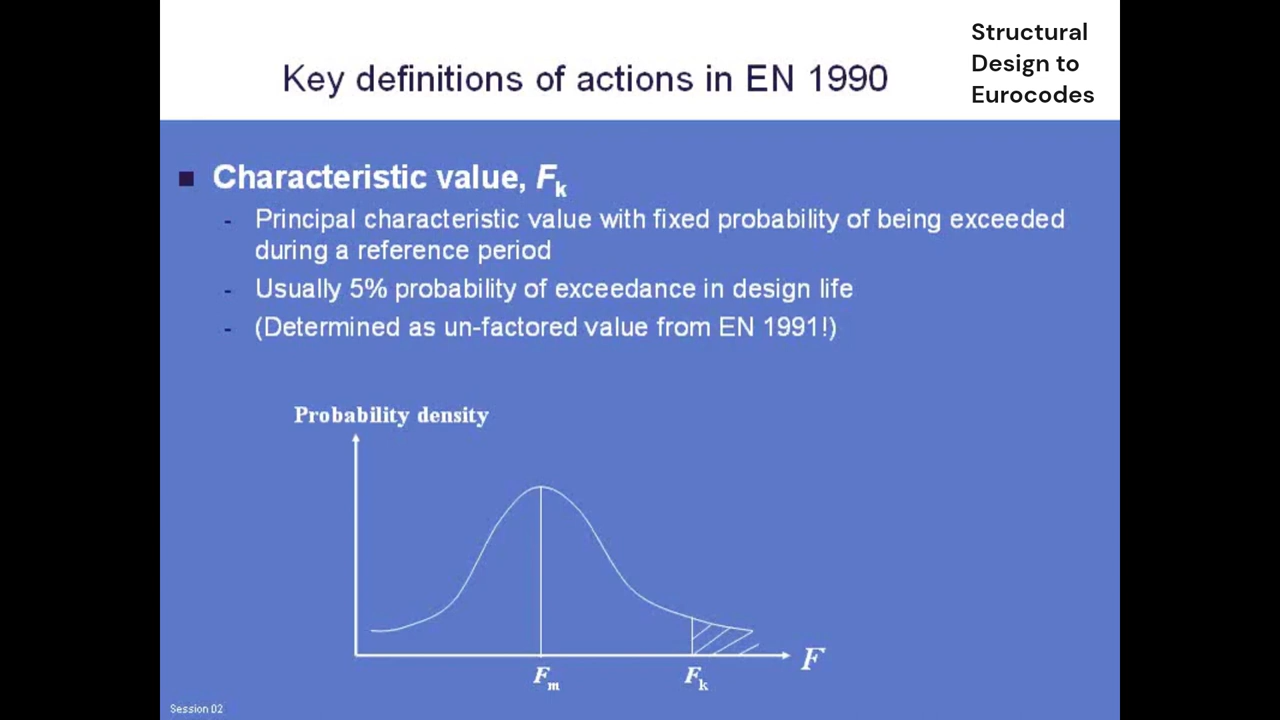 Structural
Design to
Eurocodes
Key definitions of actions in EN 1990
Characteristic value, Fk
- Principal characteristic value with fixed probability of being exceeded
during a reference period
- Usually 5% probability of exceedance in design life
- (Determined as un-factored value from EN 1991!)
Probability density
F
Fm
Fk
Session 02